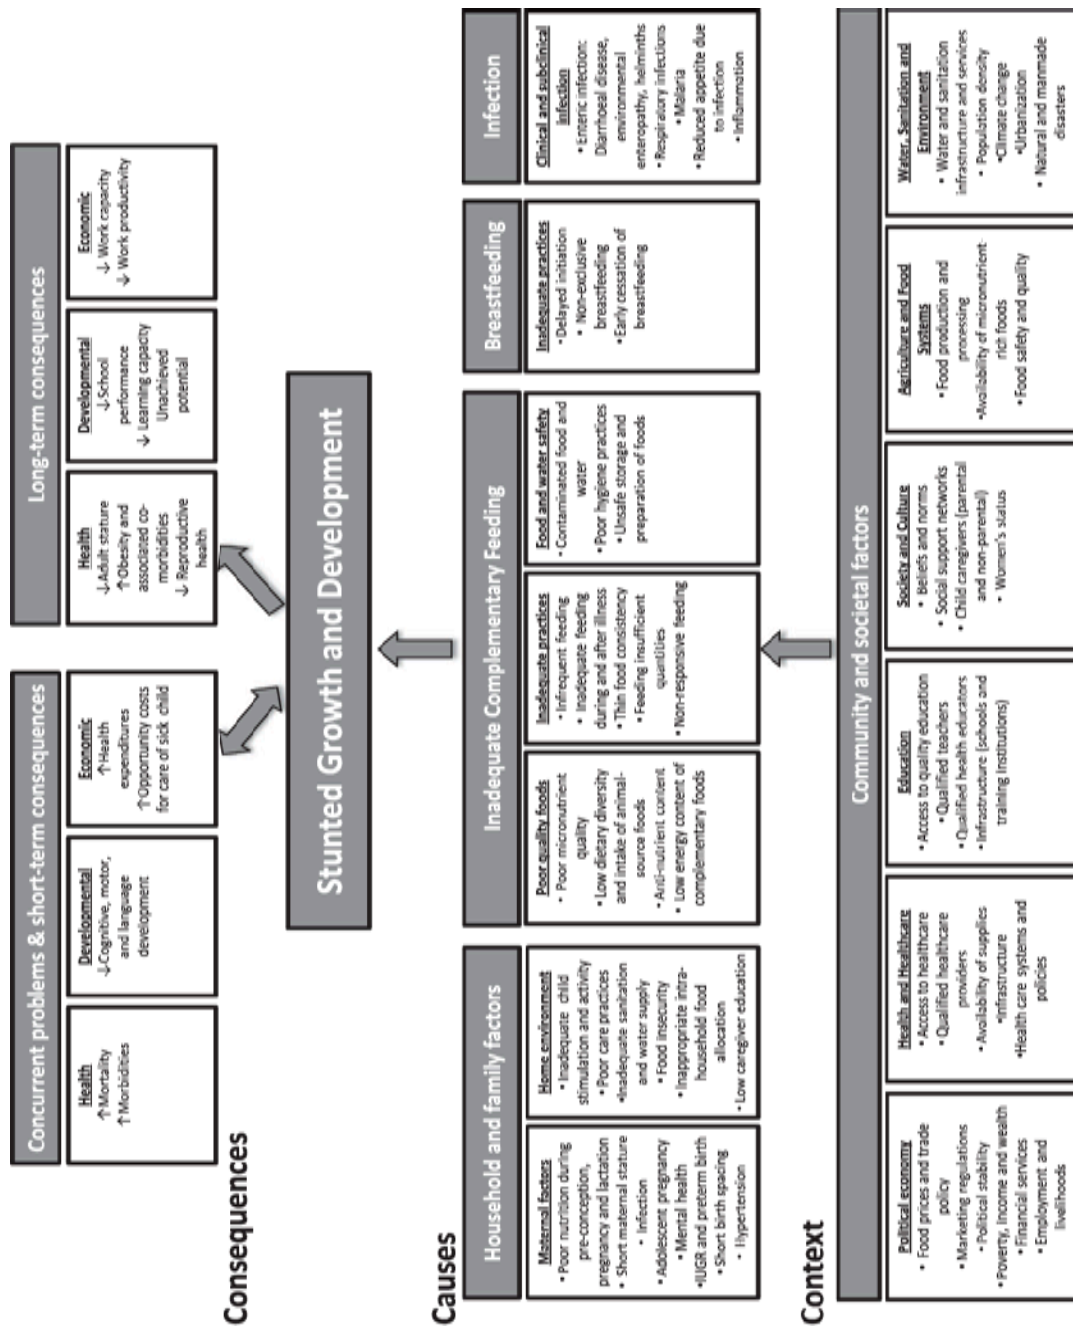 Concurrent problems & short-term consequences
Health
↑Mortality
↑Morbidities
Developmental
↓Cognitive, motor,
and language
development
Economic
↑Health
expenditures
↑Opportunity costs
for care of sick child
Long-term consequences
Health
↓Adult stature
↑Obesity and
associated co-
morbidities
↓ Reproductive
health
Developmental
↓School
performance
↓ Learning capacity
Unachieved
potential
Economic
↓ Work capacity
↓ Work productivity
Consequences
Stunted Growth and Development
Causes
Household and family factors
Maternal factors
• Poor nutrition during
pre-conception,
pregnancy and lactation
• Short maternal stature
• Infection
• Adolescent pregnancy
• Mental health
•IUGR and preterm birth
• Short birth spacing
• Hypertension
Home environment
• Inadequate child
stimulation and activity
• Poor care practices
•Inadequate sanitation
and water supply
• Food insecurity
• Inappropriate intra-
household food
allocation
• Low caregiver education
Inadequate Complementary Feeding
Poor quality foods
• Poor micronutrient
quality
• Low dietary diversity
and intake of animal-
source foods
• Anti-nutrient content
• Low energy content of
complementary foods
Inadequate practices
• Infrequent feeding
• Inadequate feeding
during and after illness
• Thin food consistency
• Feeding insufficient
quantities
• Non-responsive feeding
Food and water safety
• Contaminated food and
water
• Poor hygiene practices
• Unsafe storage and
preparation of foods
Breastfeeding
Inadequate practices
• Delayed initiation
• Non-exclusive
breastfeeding
• Early cessation of
breastfeeding
Infection
Clinical and subclinical
infection
• Enteric infection:
Diarrhoeal disease,
environmental
enteropathy, helminths
• Respiratory infections
• Malaria
• Reduced appetite due
to infection
• Inflammation
Context
Community and societal factors
Political economy
• Food prices and trade
policy
• Marketing regulations
• Political stability
• Poverty, Income and wealth
• Financial services
• Employment and
livelihoods
Health and Healthcare
• Access to healthcare
• Qualified healthcare
providers
• Availability of supplies
•Infrastructure
•Health care systems and
policies
Education
• Access to quality education
• Qualified teachers
• Qualified health educators
• Infrastructure (schools and
training institutions)
Society and Culture
• Beliefs and norms
• Social support networks
• Child caregivers (parental
and non-parental)
• Women's status
Agriculture and Food
Systems
• Food production and
processing
•Availability of micronutrient-
rich foods
• Food safety and quality
Water, Sanitation and
Environment
• Water and sanitation
infrastructure and services
• Population density
•Climate change
•Urbanization
• Natural and manmade
disasters